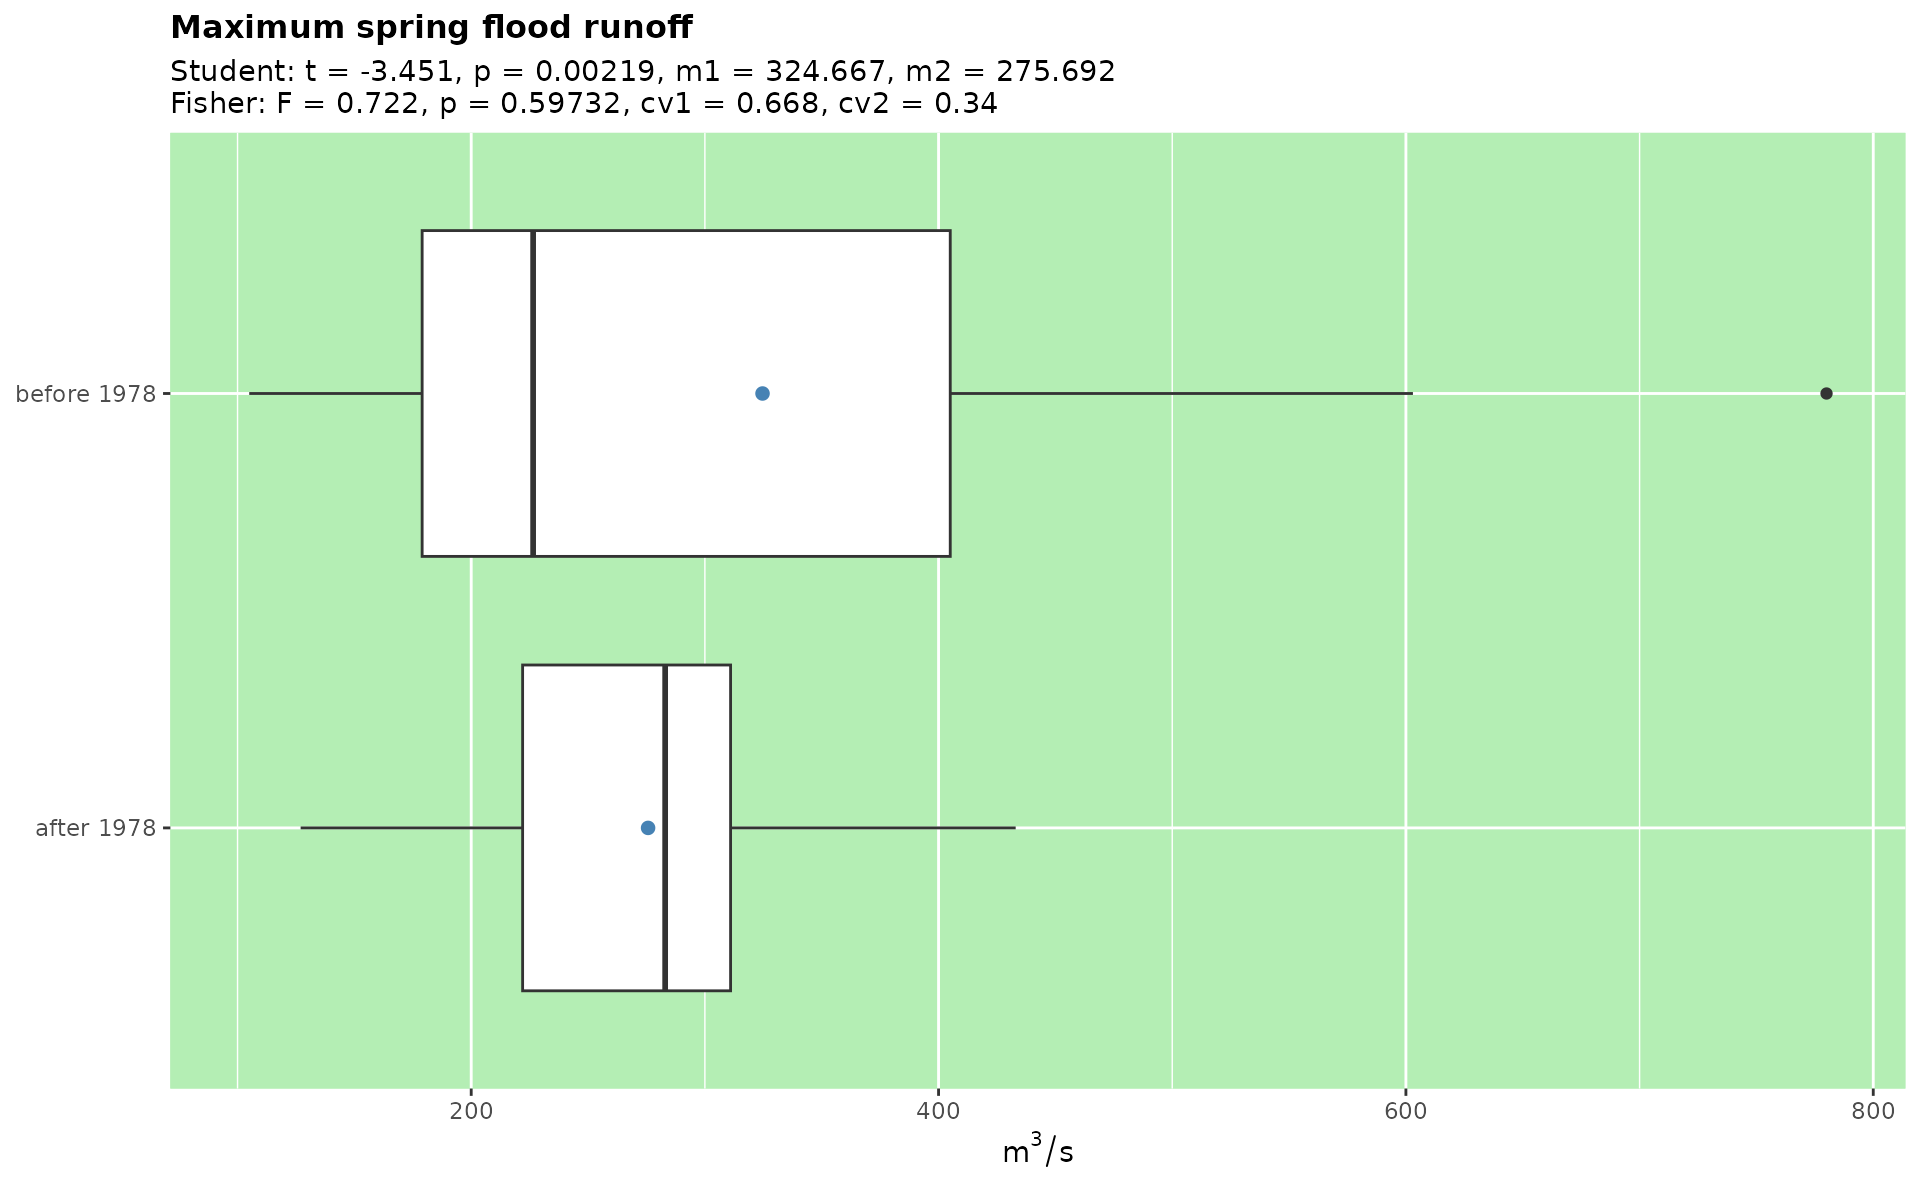 Maximum spring flood runoff
Student: t = -3.451, p = 0.00219, m1 = 324.667, m2 = 275.692
Fisher: F = 0.722, p = 0.59732, cv1 = 0.668, cv2 = 0.34
before 1978
after 1978
200 400 600 800
m³/s